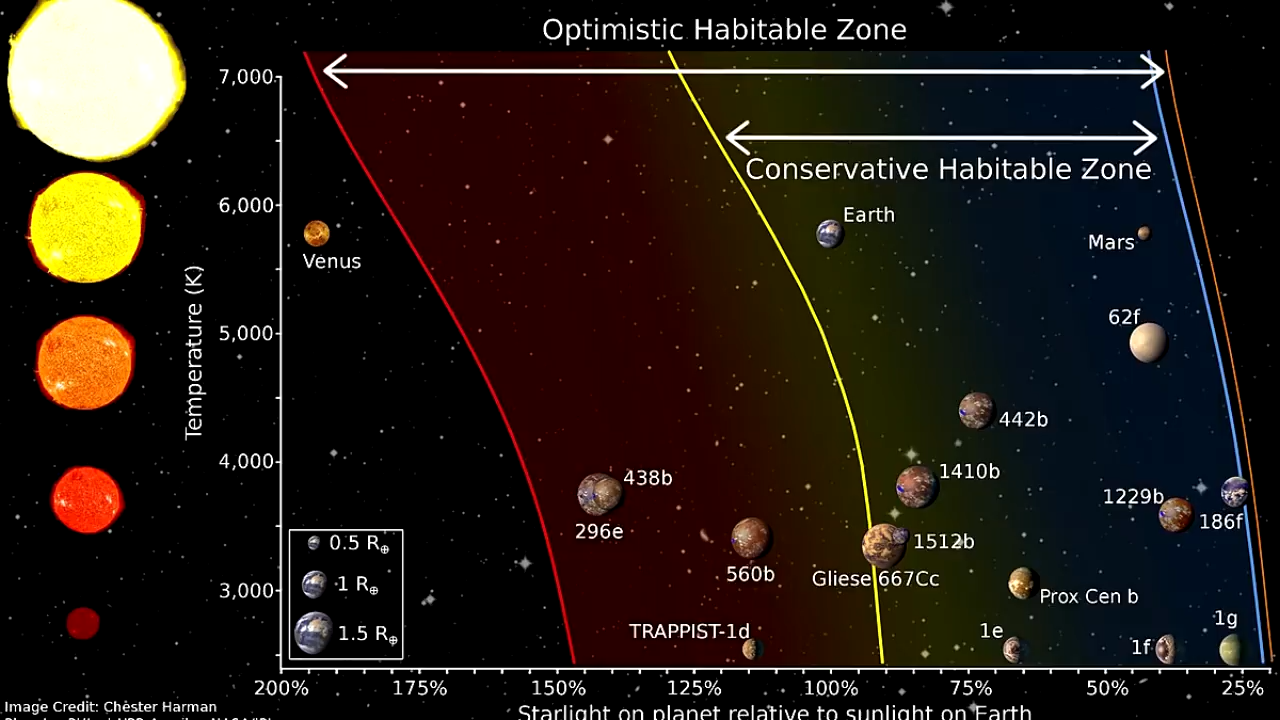 Optimistic Habitable Zone
7,000
Conservative Habitable Zone
6,000
Earth
Venus
Mars
Temperature (K)
62f
5,000
442b
4,000
438b
1410b
296e
1229b
186f
0.5 R⊕
1512b
560b
Gliese 667Cc
1 R⊕
3,000
Prox Cen b
1.5 R⊕
TRAPPIST-1d
1e
1f
1g
200% 175% 150% 125% 100% 75% 50% 25%
Image Credit: Chester Harman
Starlight on planet relative to sunlight on Earth